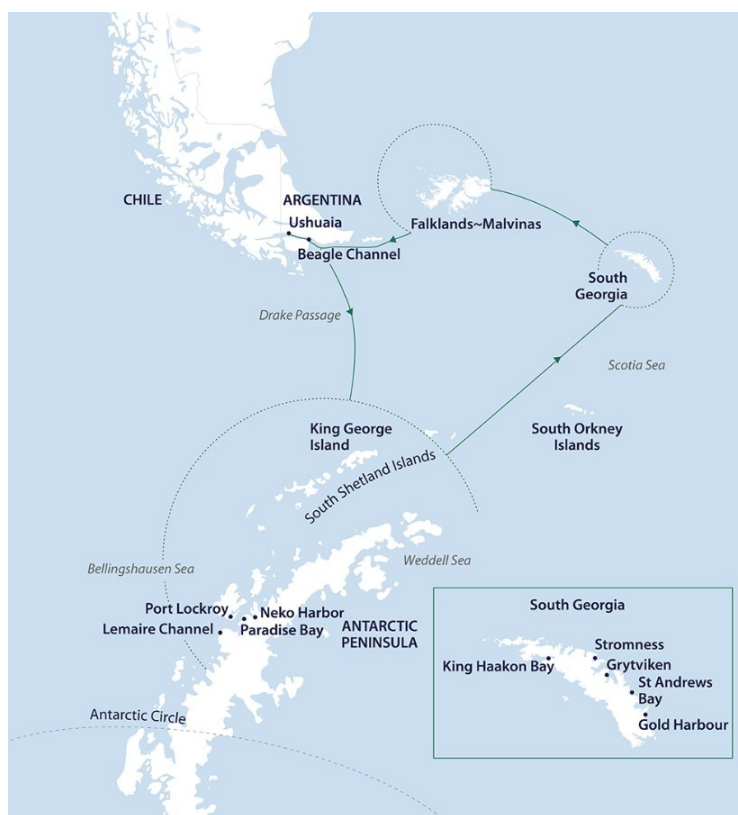 CHILE
ARGENTINA
Ushuaia
Beagle Channel
Falklands~Malvinas
South
Georgia
Drake Passage
Scotia Sea
King George
Island
South Shetland Islands
South Orkney
Islands
Weddell Sea
Bellingshausen Sea
Port Lockroy
Neko Harbor
Lemaire Channel
Paradise Bay
ANTARCTIC
PENINSULA
Antarctic Circle
South Georgia
Stromness
King Haakon Bay
Grytviken
St Andrews
Bay
Gold Harbour